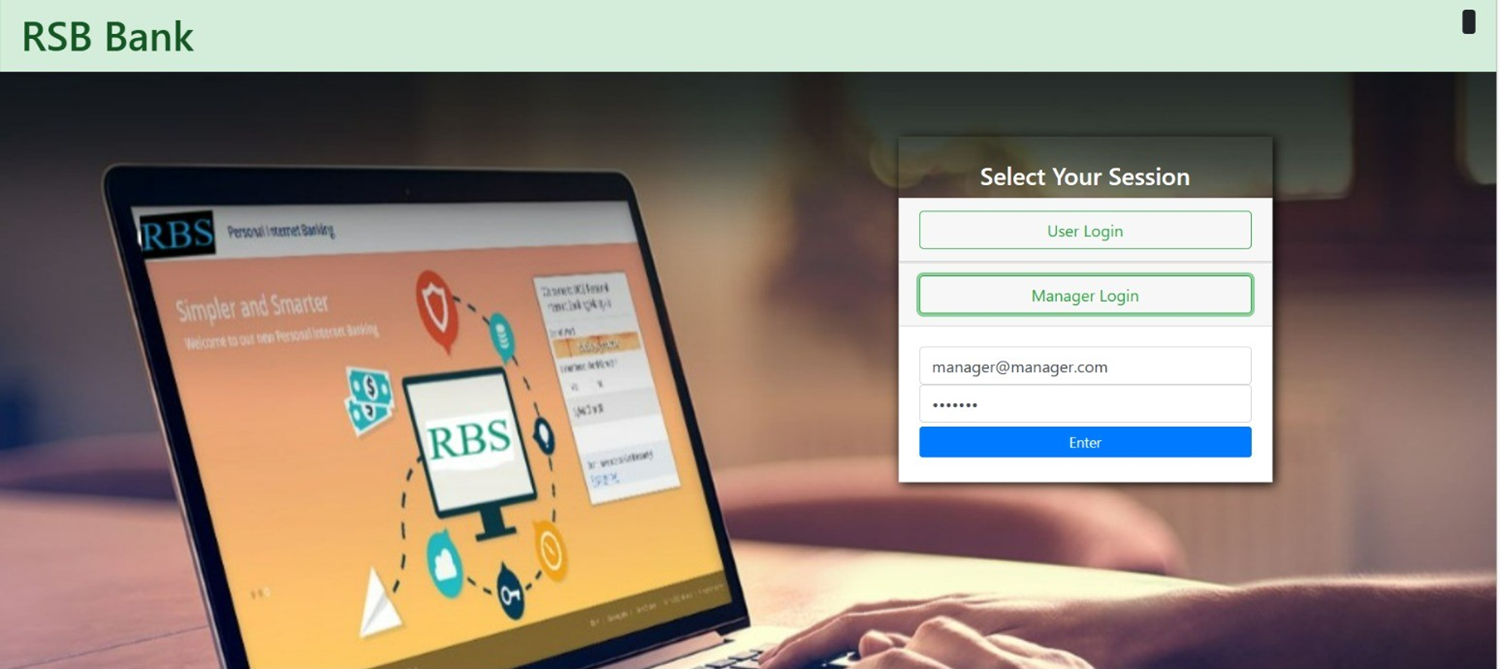 RSB Bank
Select Your Session
User Login
Manager Login
manager@manager.com
•••••••
Enter
RBS
Personal Internet Banking
Simpler and Smarter
Welcome to our new Personal Internet Banking
RBS